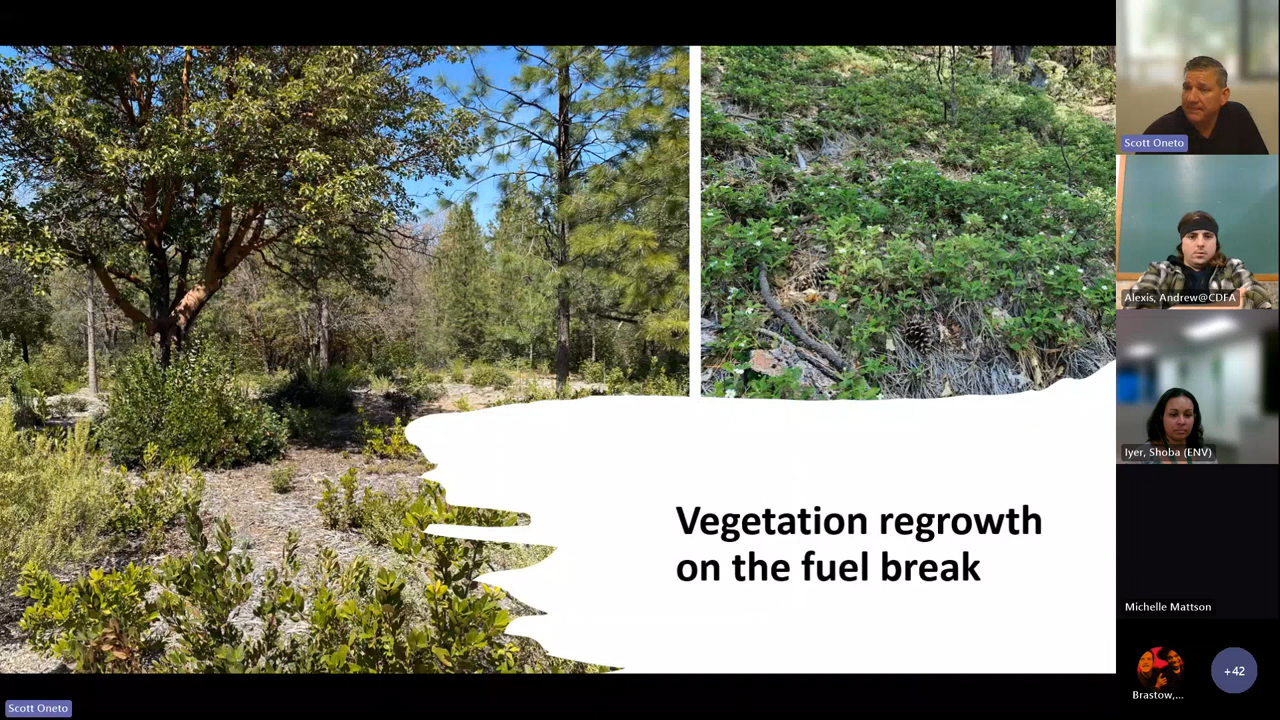 Vegetation regrowth
on the fuel break
Scott Oneto
Scott Oneto
Alexis, Andrew@CDFA
Iyer, Shoba (ENV)
Michelle Mattson
Brastow,...
+42